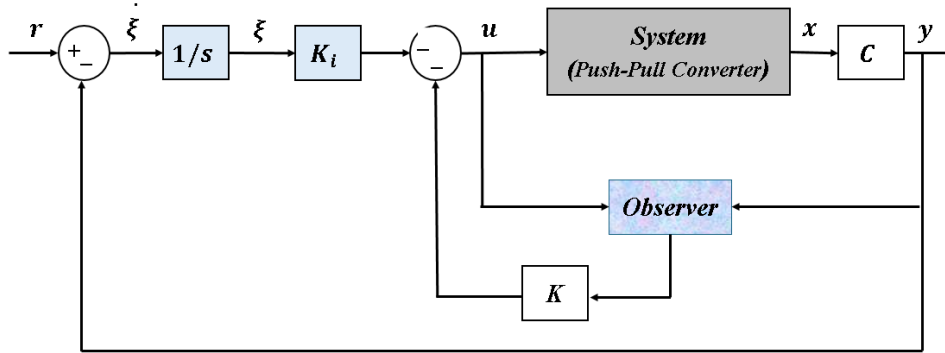 r
+
−
ξ̇
1/s
ξ
K_i
−
−
u
System
(Push-Pull Converter)
x
C
y
Observer
K